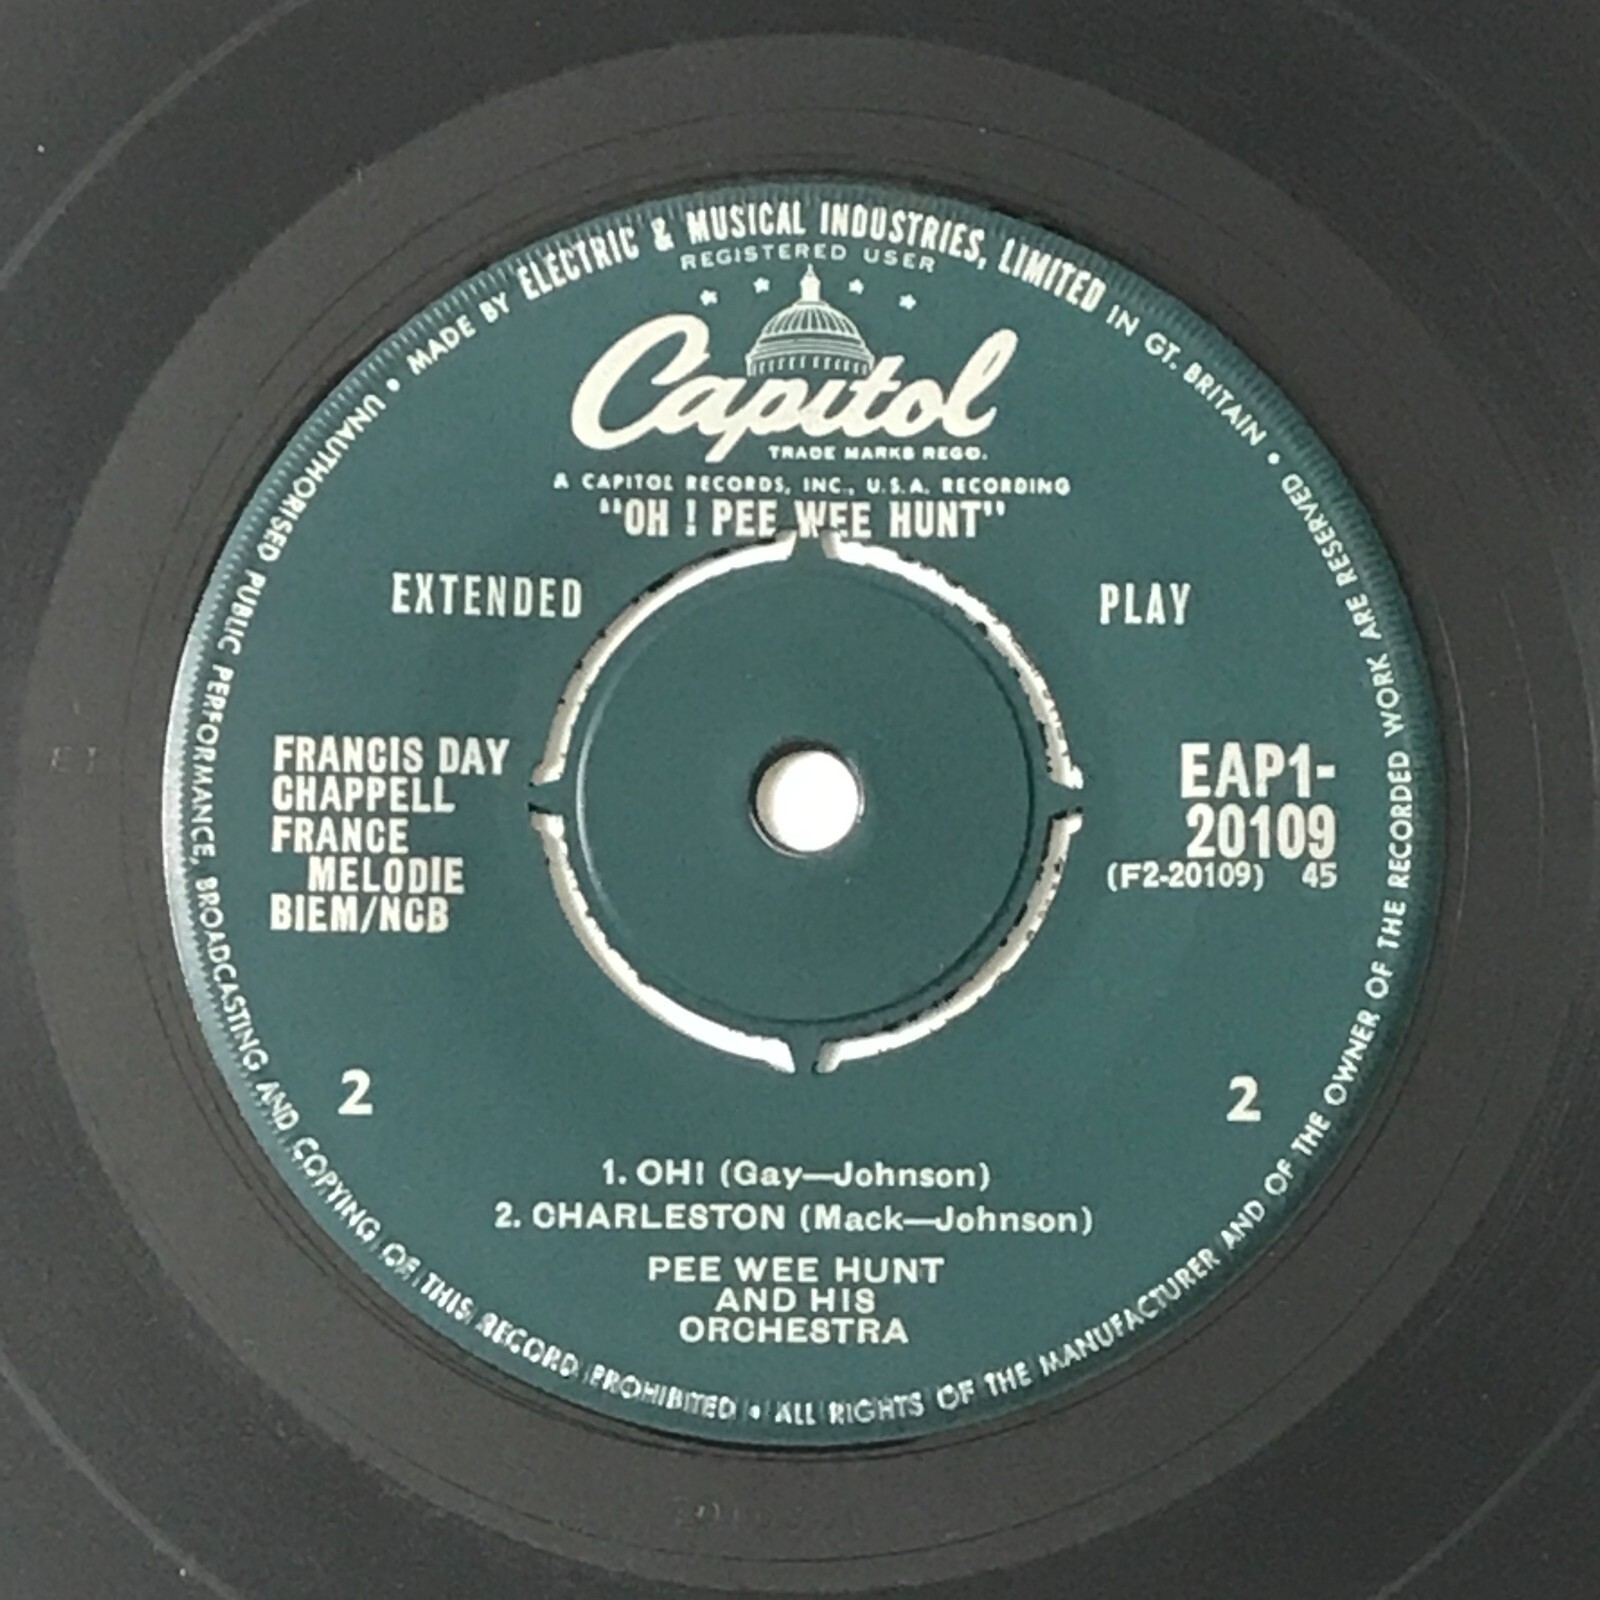 MADE BY ELECTRIC & MUSICAL INDUSTRIES, LIMITED IN GT. BRITAIN • ALL RIGHTS OF THE MANUFACTURER AND OF THE OWNER OF THE RECORDED WORK ARE RESERVED •
UNAUTHORISED PUBLIC PERFORMANCE, BROADCASTING AND COPYING OF THIS RECORD PROHIBITED •
REGISTERED USER
Capitol
TRADE MARKS REGD.
A CAPITOL RECORDS, INC., U.S.A. RECORDING
"OH ! PEE WEE HUNT"
EXTENDED PLAY
FRANCIS DAY
CHAPPELL
FRANCE
MELODIE
BIEM/NCB
EAP1-
20109
(F2-20109) 45
2 2
1. OH! (Gay—Johnson)
2. CHARLESTON (Mack—Johnson)
PEE WEE HUNT
AND HIS
ORCHESTRA